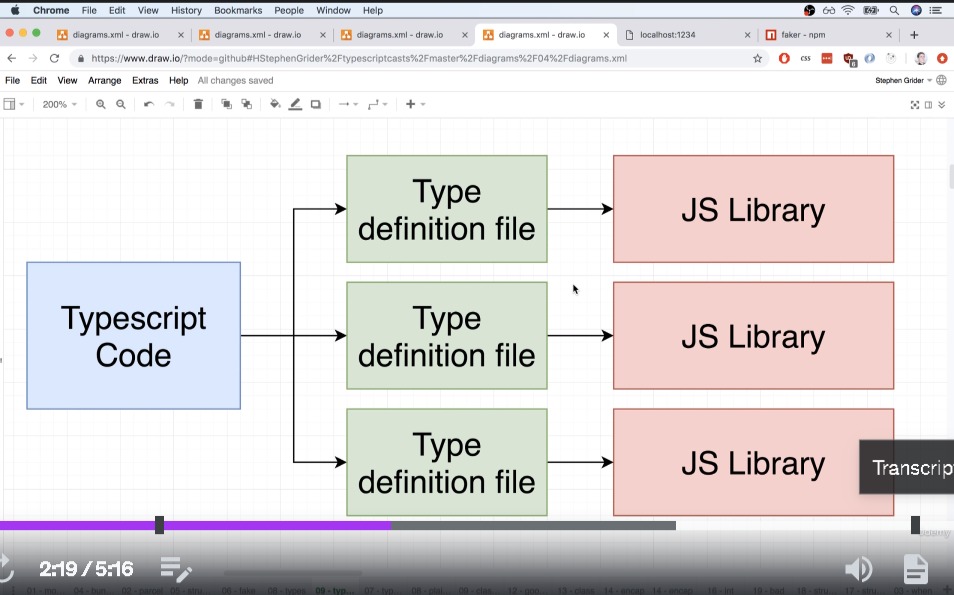 Chrome File Edit View History Bookmarks People Window Help
diagrams.xml - draw.io
diagrams.xml - draw.io
diagrams.xml - draw.io
diagrams.xml - draw.io
localhost:1234
faker - npm
https://www.draw.io/?mode=github#HStephenGrider%2Ftypescriptcasts%2Fmaster%2Fdiagrams%2F04%2Fdiagrams.xml
css
File Edit View Arrange Extras Help All changes saved
Stephen Grider
200%
Typescript
Code
Type
definition file
JS Library
Type
definition file
JS Library
Type
definition file
JS Library
Transcrip
2:19 / 5:16